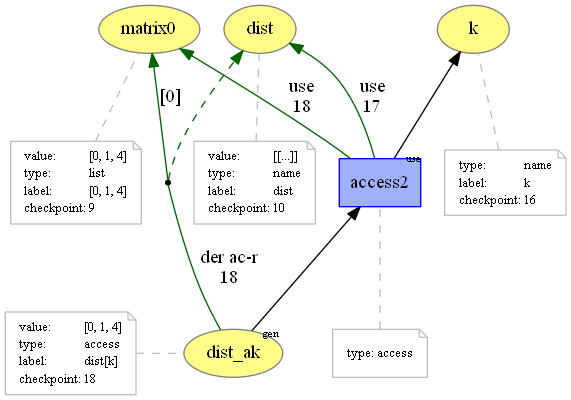 matrix0
dist
k
[0]
use
18
use
17
value: [0, 1, 4]
type: list
label: [0, 1, 4]
checkpoint: 9
value: [[...]]
type: name
label: dist
checkpoint: 10
use
access2
type: name
label: k
checkpoint: 16
der ac-r
18
value: [0, 1, 4]
type: access
label: dist[k]
checkpoint: 18
gen
dist_ak
type: access